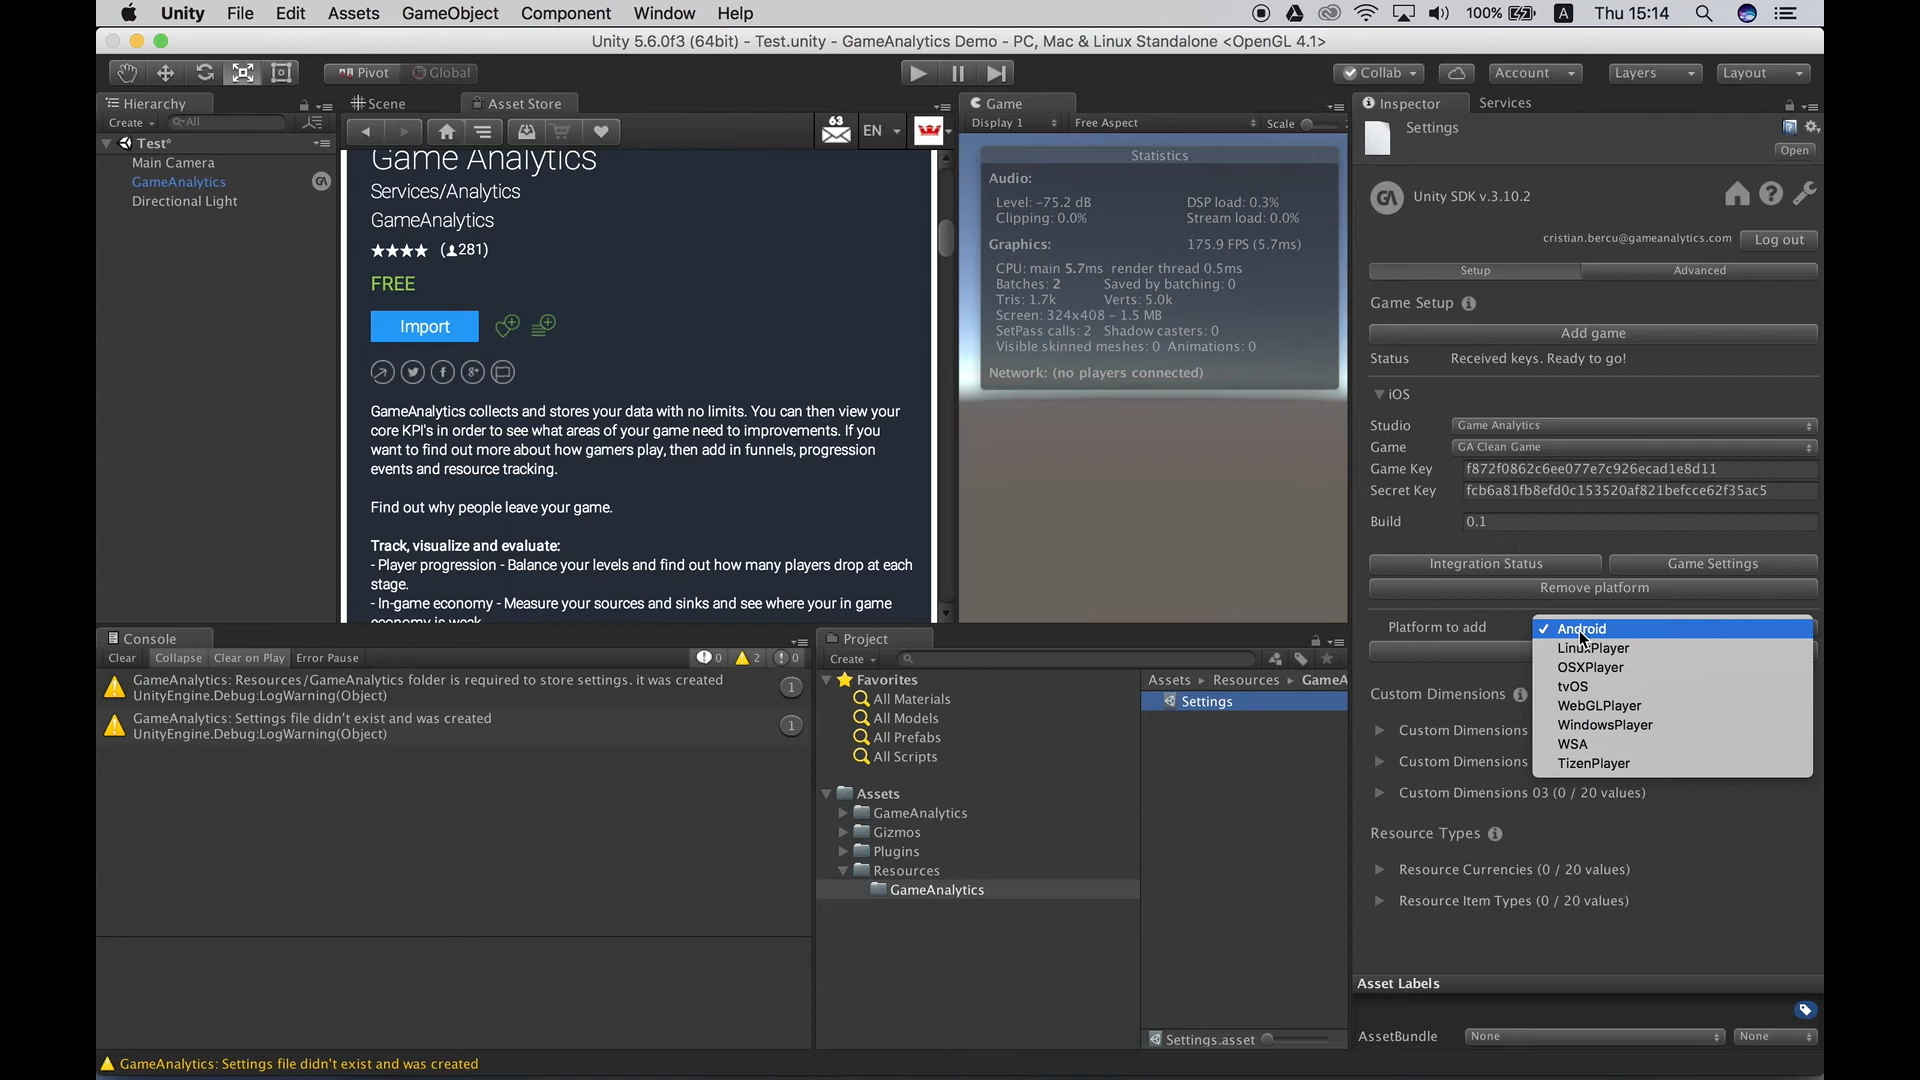 Unity File Edit Assets GameObject Component Window Help 100% A Thu 15:14
Unity 5.6.0f3 (64bit) - Test.unity - GameAnalytics Demo - PC, Mac & Linux Standalone <OpenGL 4.1>
Pivot Global Collab Account Layers Layout
Hierarchy
Create All
Test*
Main Camera
GameAnalytics GA
Directional Light
Scene Asset Store
63 EN
Game Analytics
Services/Analytics
GameAnalytics
(281)
FREE
Import
GameAnalytics collects and stores your data with no limits. You can then view your
core KPI's in order to see what areas of your game need to improvements. If you
want to find out more about how gamers play, then add in funnels, progression
events and resource tracking.
Find out why people leave your game.
Track, visualize and evaluate:
- Player progression - Balance your levels and find out how many players drop at each
stage.
- In-game economy - Measure your sources and sinks and see where your in game
economy is weak.
Game
Display 1 Free Aspect Scale
Statistics
Audio:
Level: -75.2 dB DSP load: 0.3%
Clipping: 0.0% Stream load: 0.0%
Graphics: 175.9 FPS (5.7ms)
CPU: main 5.7ms render thread 0.5ms
Batches: 2 Saved by batching: 0
Tris: 1.7k Verts: 5.0k
Screen: 324x408 - 1.5 MB
SetPass calls: 2 Shadow casters: 0
Visible skinned meshes: 0 Animations: 0
Network: (no players connected)
Inspector Services
Settings
Open
GA Unity SDK v.3.10.2
cristian.bercu@gameanalytics.com Log out
Setup Advanced
Game Setup
Add game
Status Received keys. Ready to go!
iOS
Studio Game Analytics
Game GA Clean Game
Game Key f872f0862c6ee077e7c926ecad1e8d11
Secret Key fcb6a81fb8efd0c153520af821befcce62f35ac5
Build 0.1
Integration Status Game Settings
Remove platform
Platform to add Android
LinuxPlayer
OSXPlayer
tvOS
WebGLPlayer
WindowsPlayer
WSA
TizenPlayer
Custom Dimensions
Custom Dimensions
Custom Dimensions
Custom Dimensions 03 (0 / 20 values)
Resource Types
Resource Currencies (0 / 20 values)
Resource Item Types (0 / 20 values)
Asset Labels
AssetBundle None None
Console
Clear Collapse Clear on Play Error Pause 0 2 0
GameAnalytics: Resources/GameAnalytics folder is required to store settings. it was created
UnityEngine.Debug:LogWarning(Object) 1
GameAnalytics: Settings file didn't exist and was created
UnityEngine.Debug:LogWarning(Object) 1
Project
Create
Favorites
All Materials
All Models
All Prefabs
All Scripts
Assets
GameAnalytics
Gizmos
Plugins
Resources
GameAnalytics
Assets Resources GameA
Settings
Settings.asset
GameAnalytics: Settings file didn't exist and was created